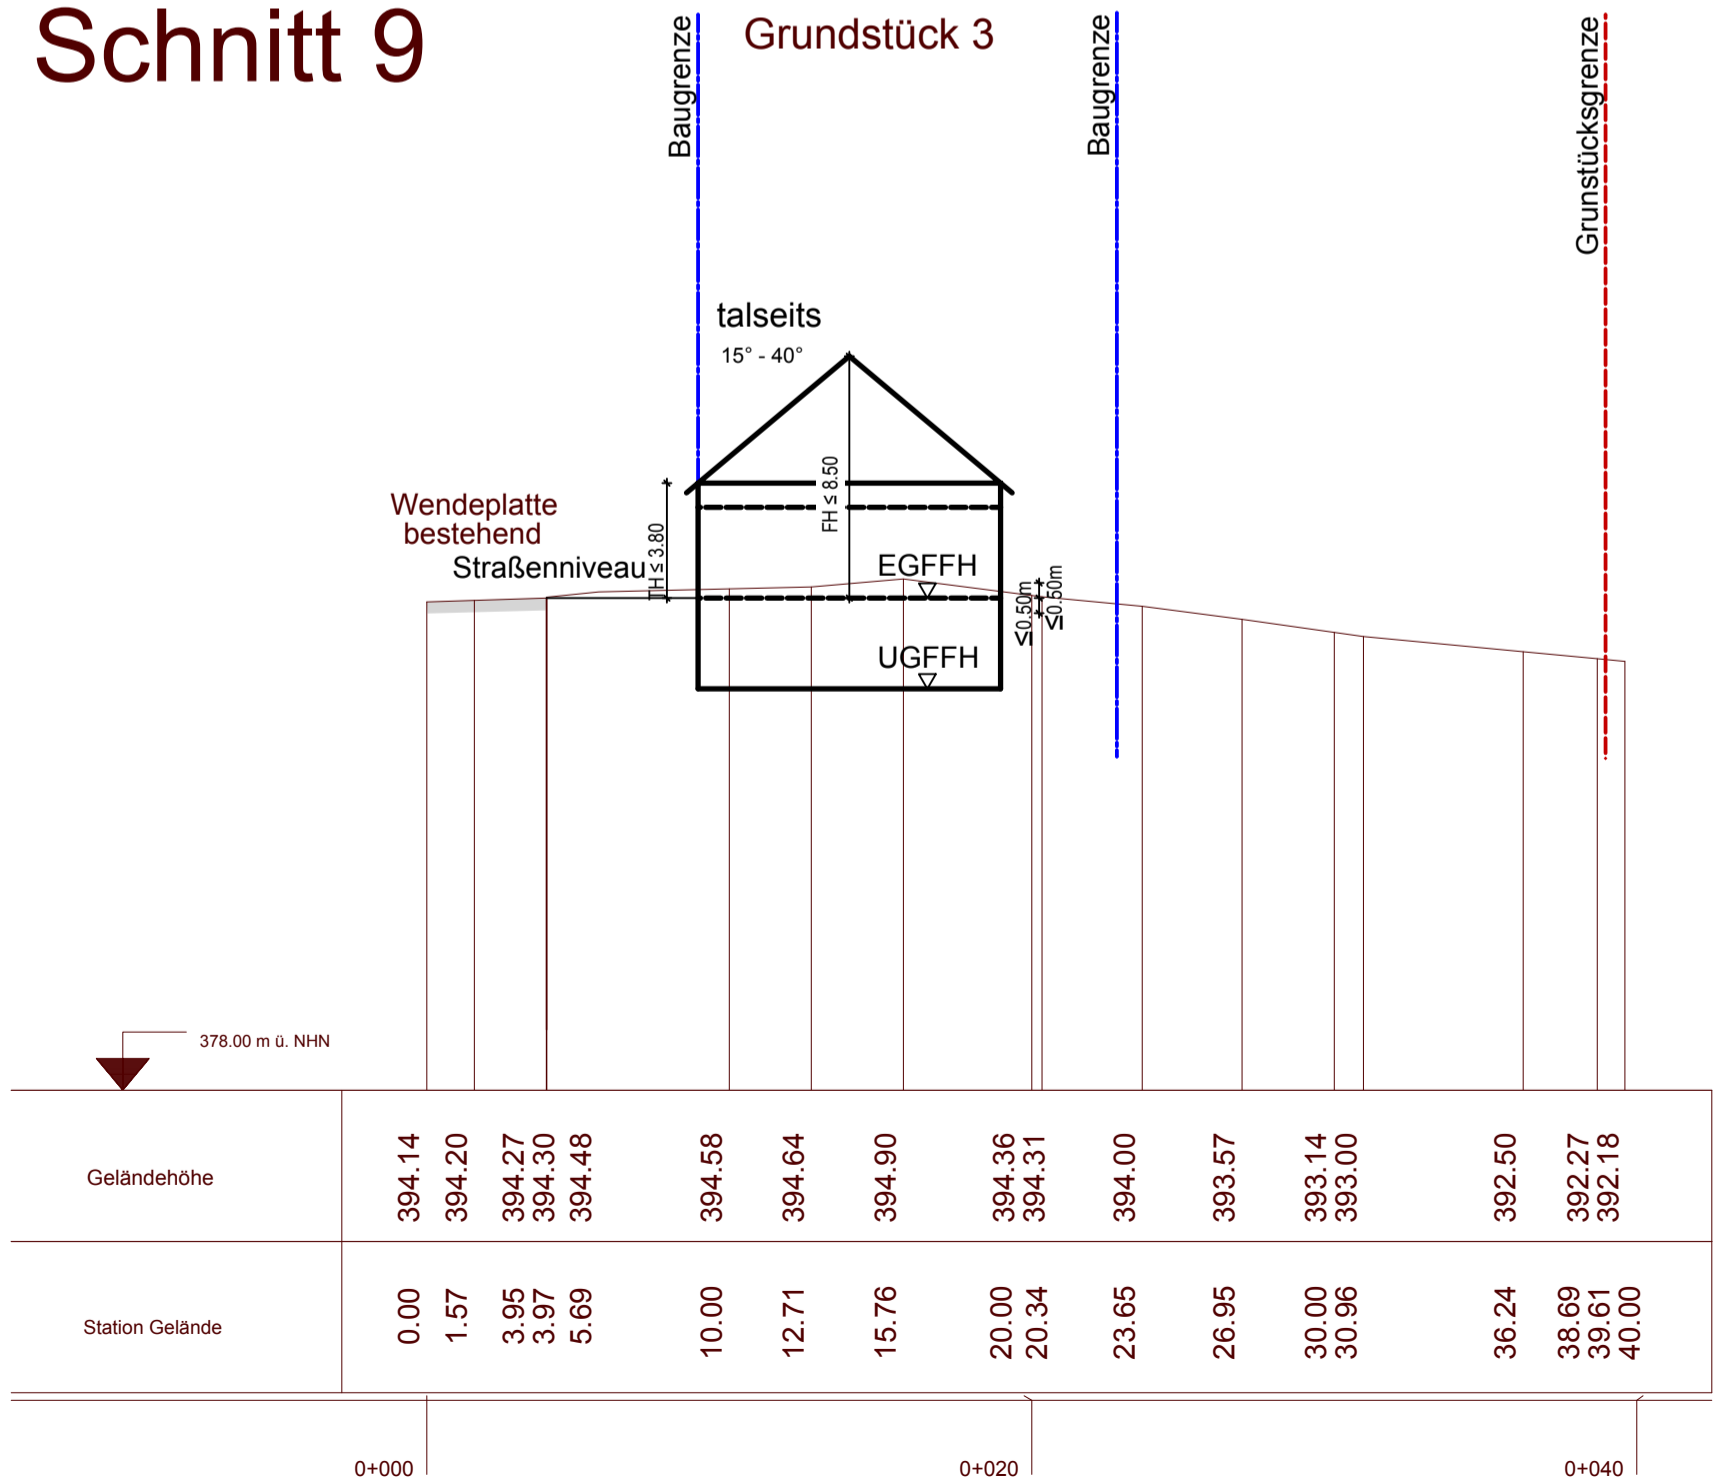 Schnitt 9
Grundstück 3
Baugrenze
Baugrenze
Grunstücksgrenze
talseits
15° - 40°
Wendeplatte
bestehend
Straßenniveau
TH ≤ 3.80
FH ≤ 8.50
EGFFH
UGFFH
≤0.50m
≤0.50m
378.00 m ü. NHN
Geländehöhe
394.14
394.20
394.27
394.30
394.48
394.58
394.64
394.90
394.36
394.31
394.00
393.57
393.14
393.00
392.50
392.27
392.18
Station Gelände
0.00
1.57
3.95
3.97
5.69
10.00
12.71
15.76
20.00
20.34
23.65
26.95
30.00
30.96
36.24
38.69
39.61
40.00
0+000
0+020
0+040